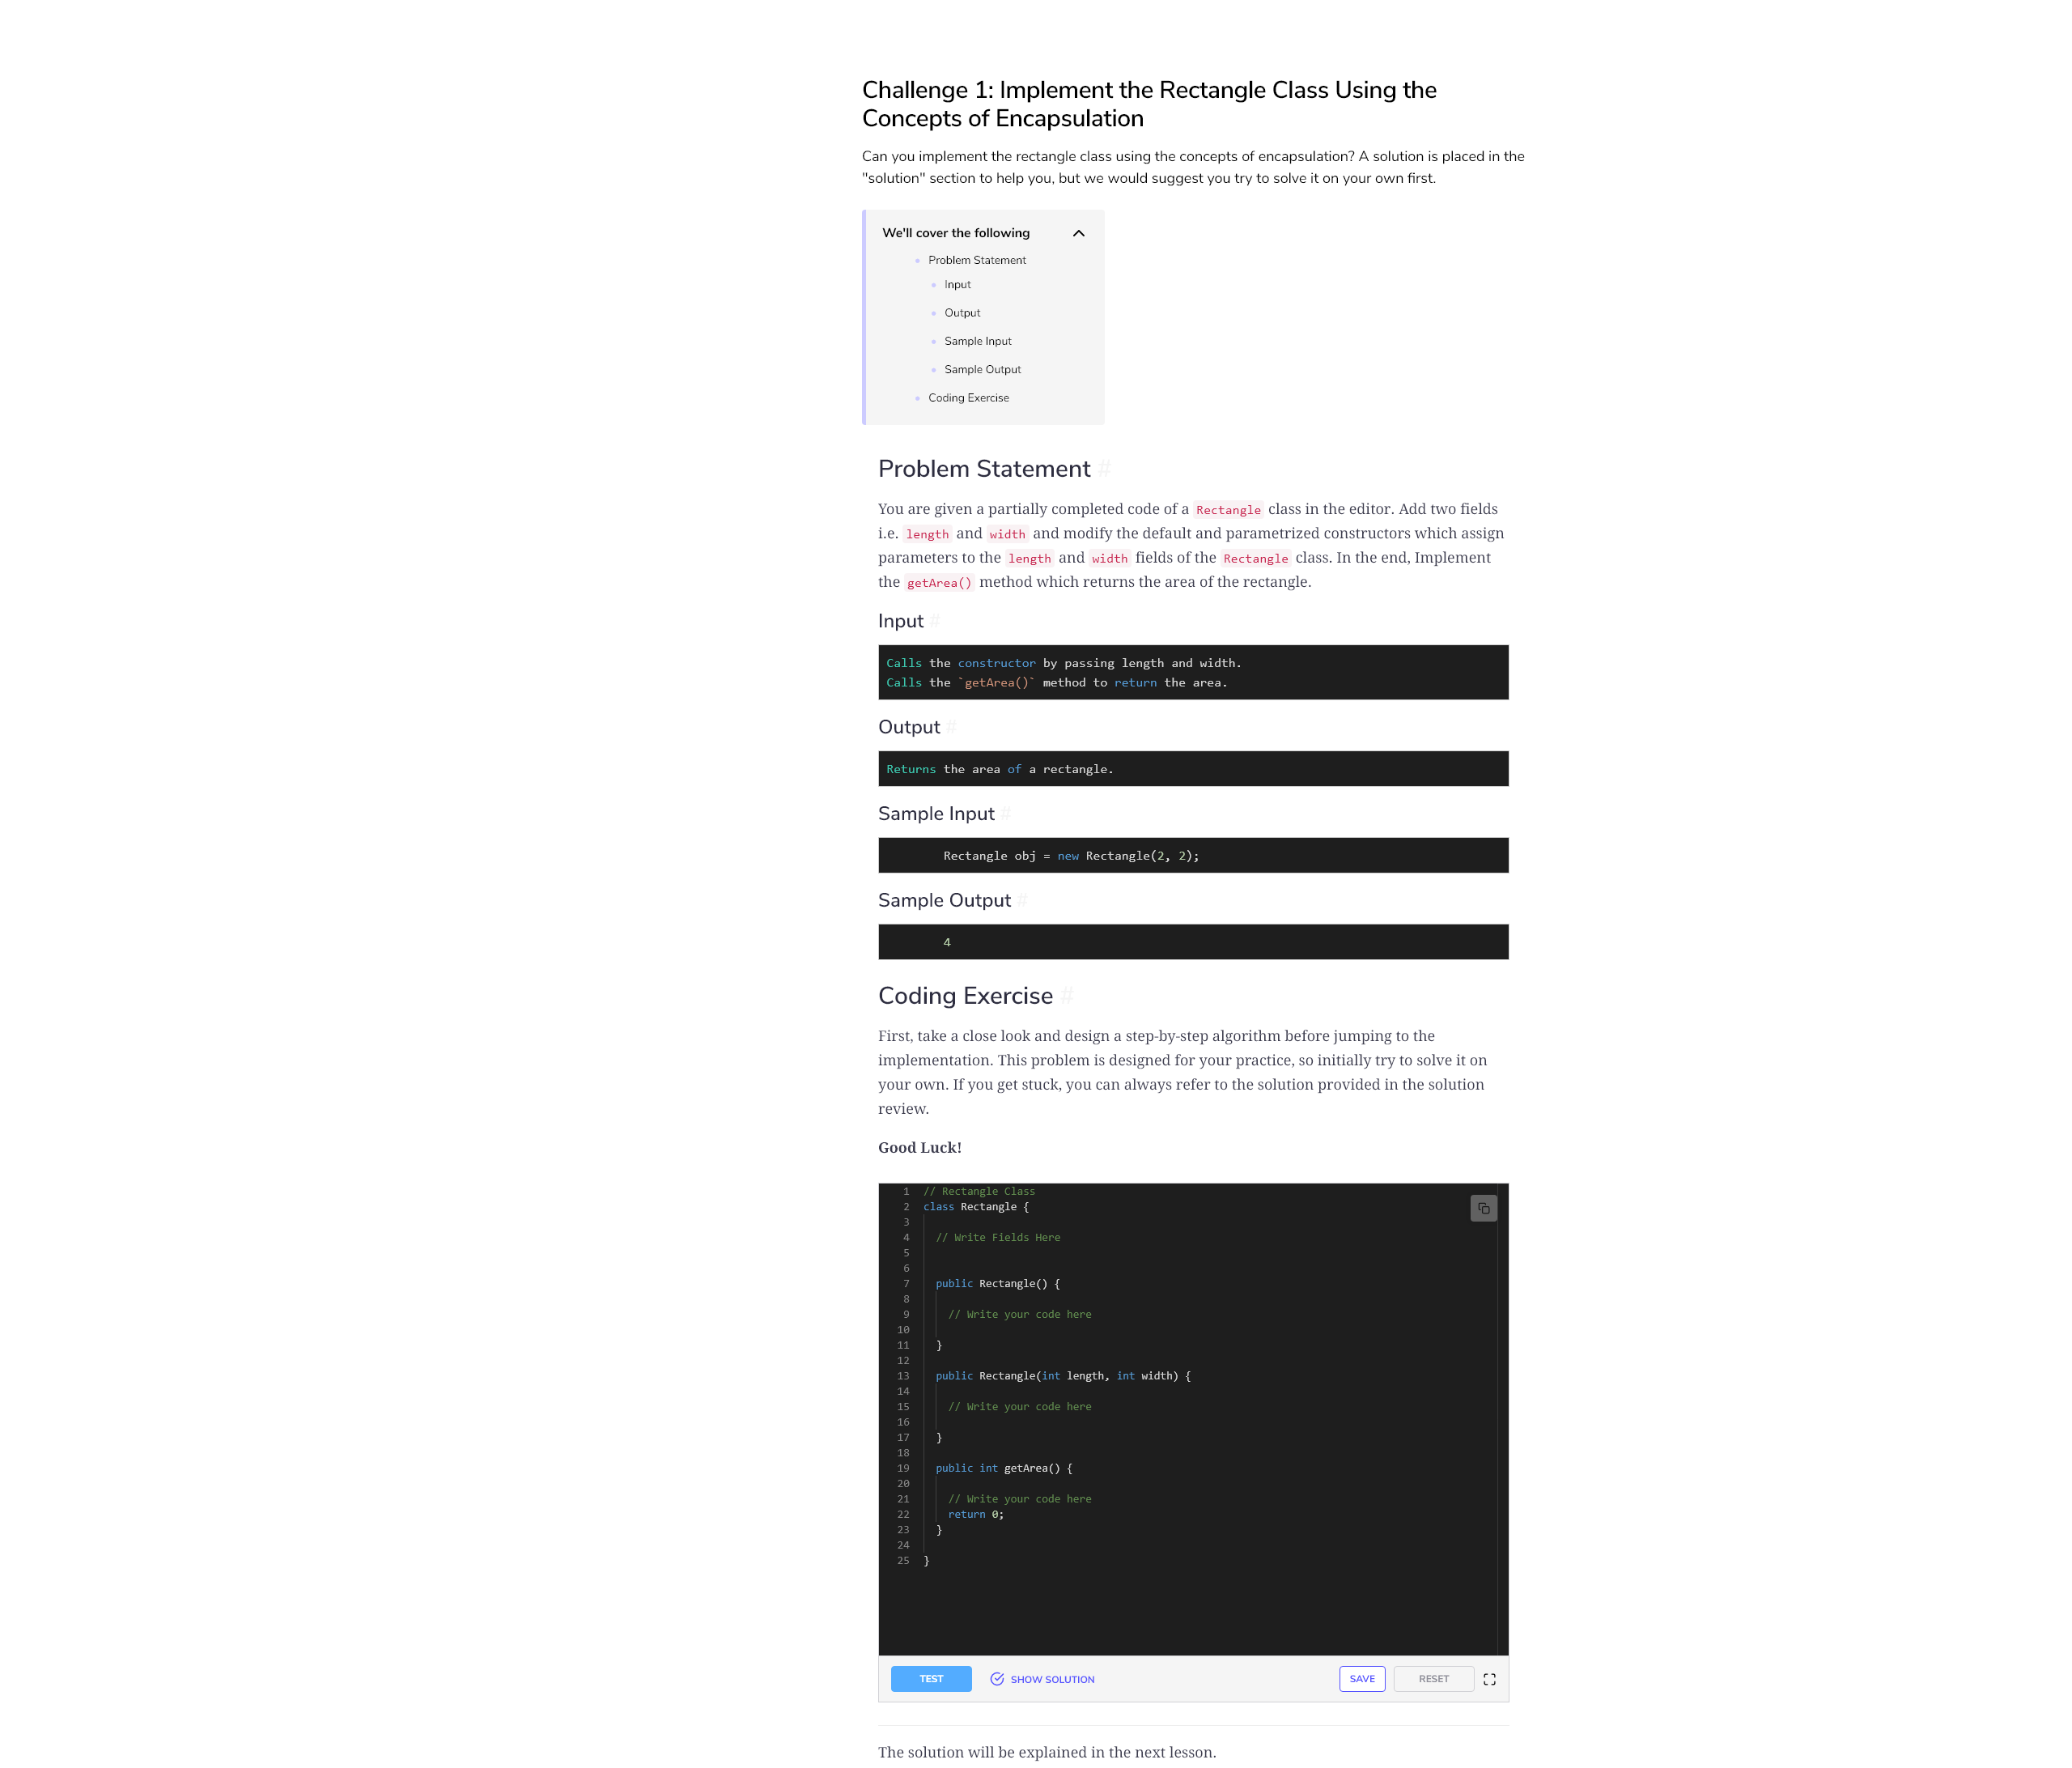 Challenge 1: Implement the Rectangle Class Using the
Concepts of Encapsulation
Can you implement the rectangle class using the concepts of encapsulation? A solution is placed in the
"solution" section to help you, but we would suggest you try to solve it on your own first.
We'll cover the following
Problem Statement
Input
Output
Sample Input
Sample Output
Coding Exercise
Problem Statement #
You are given a partially completed code of a Rectangle class in the editor. Add two fields
i.e. length and width and modify the default and parametrized constructors which assign
parameters to the length and width fields of the Rectangle class. In the end, Implement
the getArea() method which returns the area of the rectangle.
Input #
Calls the constructor by passing length and width.
Calls the `getArea()` method to return the area.
Output #
Returns the area of a rectangle.
Sample Input #
Rectangle obj = new Rectangle(2, 2);
Sample Output #
4
Coding Exercise #
First, take a close look and design a step-by-step algorithm before jumping to the
implementation. This problem is designed for your practice, so initially try to solve it on
your own. If you get stuck, you can always refer to the solution provided in the solution
review.
Good Luck!
1 // Rectangle Class
2 class Rectangle {
3
4 // Write Fields Here
5
6
7 public Rectangle() {
8
9 // Write your code here
10
11 }
12
13 public Rectangle(int length, int width) {
14
15 // Write your code here
16
17 }
18
19 public int getArea() {
20
21 // Write your code here
22 return 0;
23 }
24
25 }
TEST SHOW SOLUTION SAVE RESET
The solution will be explained in the next lesson.